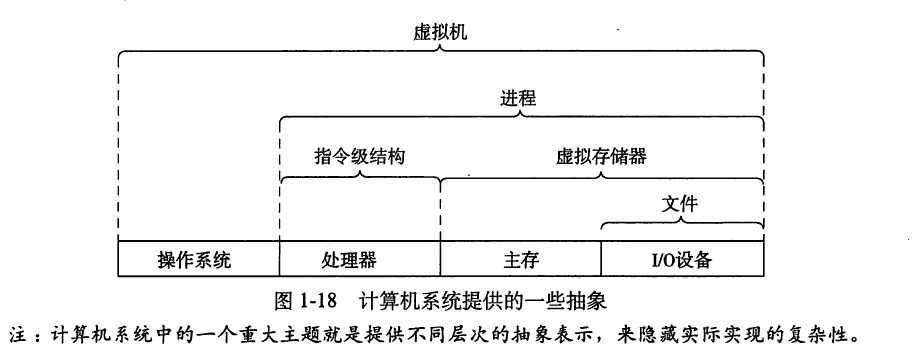 虚拟机
进程
指令级结构 虚拟存储器
文件
操作系统 处理器 主存 I/O设备
图 1-18 计算机系统提供的一些抽象
注：计算机系统中的一个重大主题就是提供不同层次的抽象表示，来隐藏实际实现的复杂性。